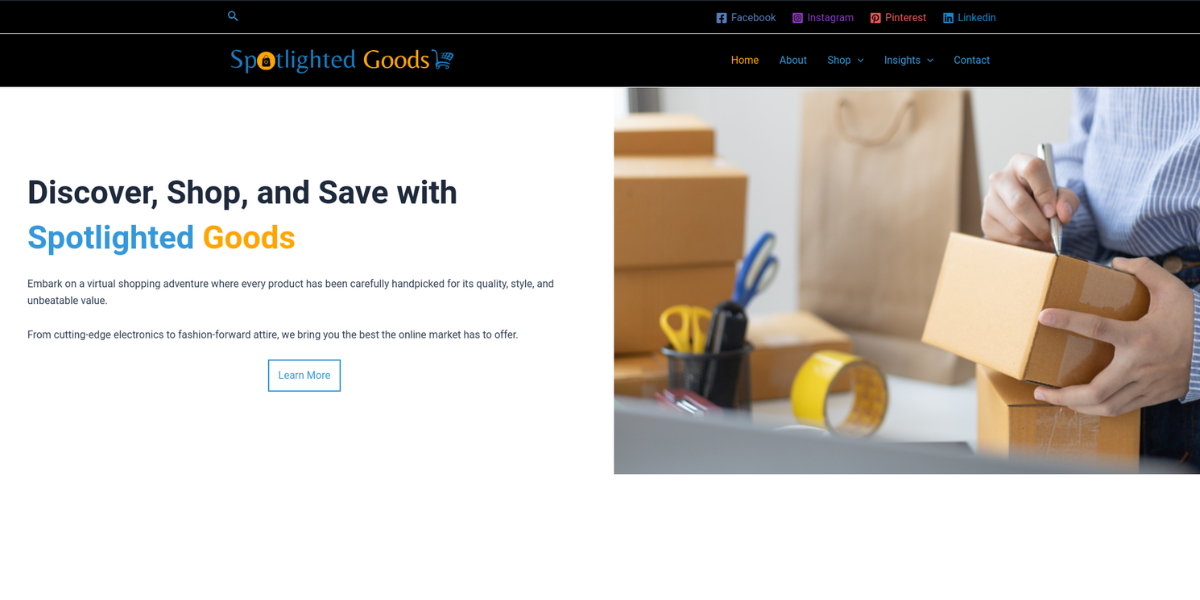 Facebook Instagram Pinterest Linkedin
Spotlighted Goods
Home About Shop Insights Contact
Discover, Shop, and Save with
Spotlighted Goods
Embark on a virtual shopping adventure where every product has been carefully handpicked for its quality, style, and
unbeatable value.
From cutting-edge electronics to fashion-forward attire, we bring you the best the online market has to offer.
Learn More